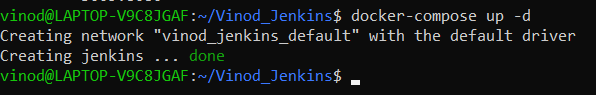 vinod@LAPTOP-V9C8JGAF:~/Vinod_Jenkins$ docker-compose up -d
Creating network "vinod_jenkins_default" with the default driver
Creating jenkins ... done
vinod@LAPTOP-V9C8JGAF:~/Vinod_Jenkins$